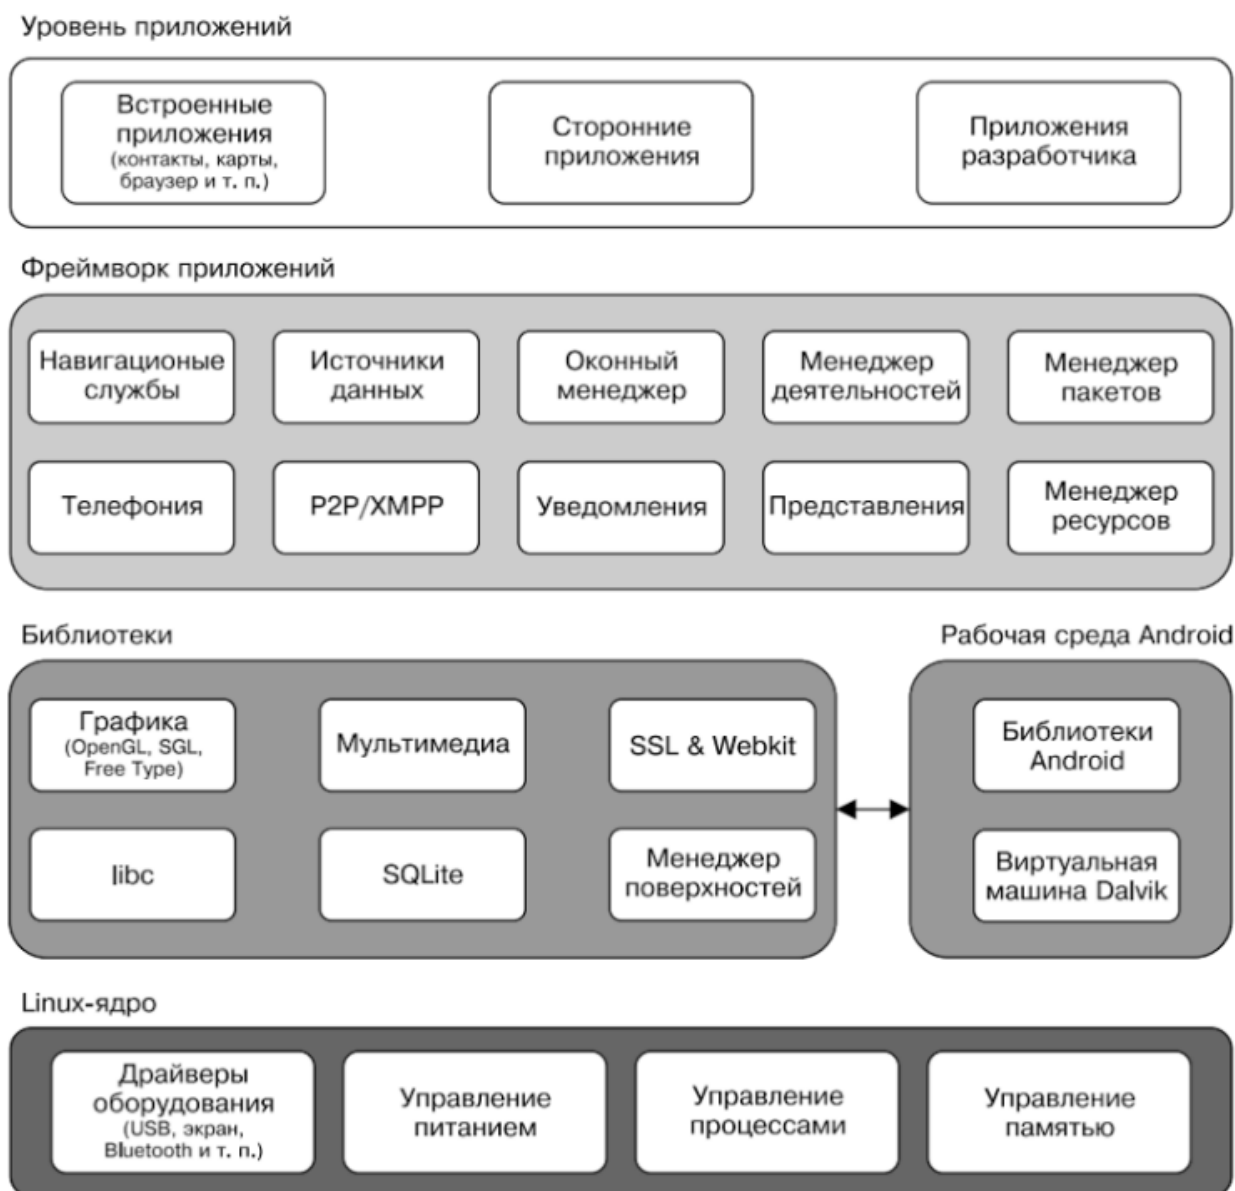 Уровень приложений
Встроенные
приложения
(контакты, карты,
браузер и т. п.)
Сторонние
приложения
Приложения
разработчика
Фреймворк приложений
Навигационые
службы
Источники
данных
Оконный
менеджер
Менеджер
деятельностей
Менеджер
пакетов
Телефония
P2P/XMPP
Уведомления
Представления
Менеджер
ресурсов
Библиотеки
Графика
(OpenGL, SGL,
Free Type)
Мультимедиа
SSL & Webkit
libc
SQLite
Менеджер
поверхностей
Рабочая среда Android
Библиотеки
Android
Виртуальная
машина Dalvik
Linux-ядро
Драйверы
оборудования
(USB, экран,
Bluetooth и т. п.)
Управление
питанием
Управление
процессами
Управление
памятью